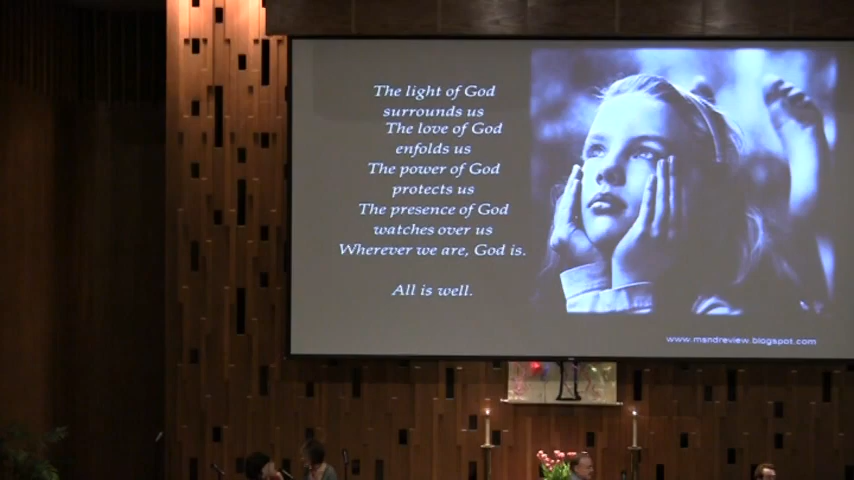 The light of God
surrounds us
The love of God
enfolds us
The power of God
protects us
The presence of God
watches over us
Wherever we are, God is.
All is well.
www.mandreview.blogspot.com